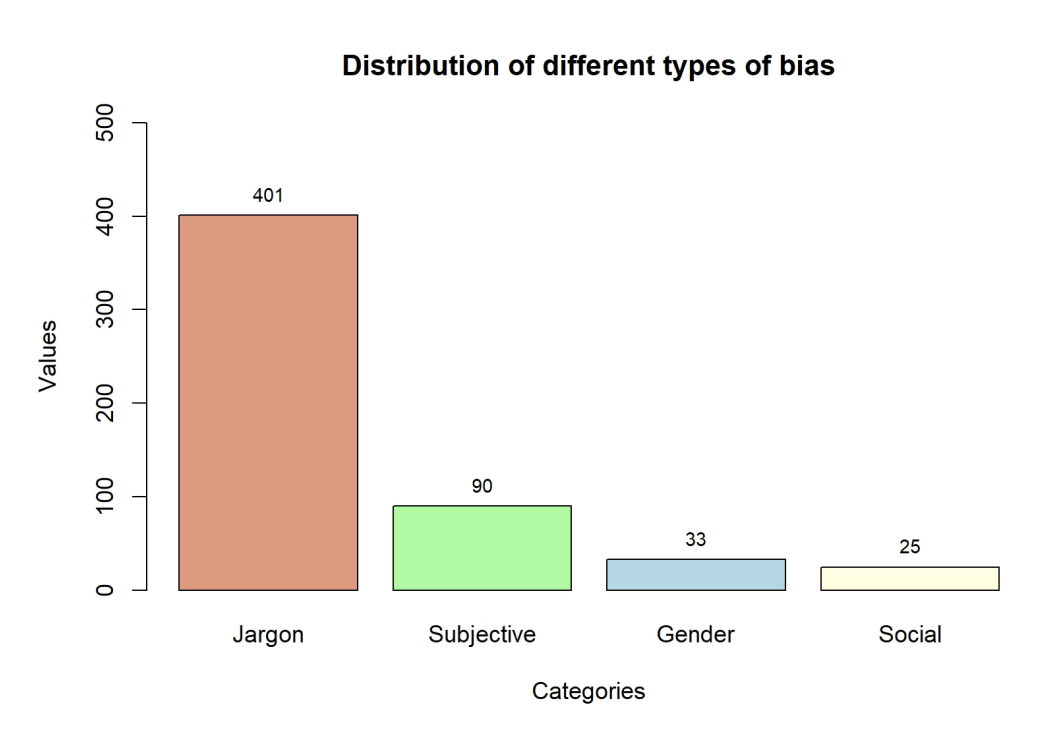 Distribution of different types of bias
500
400
300
200
100
0
Values
401
90
33
25
Jargon
Subjective
Gender
Social
Categories